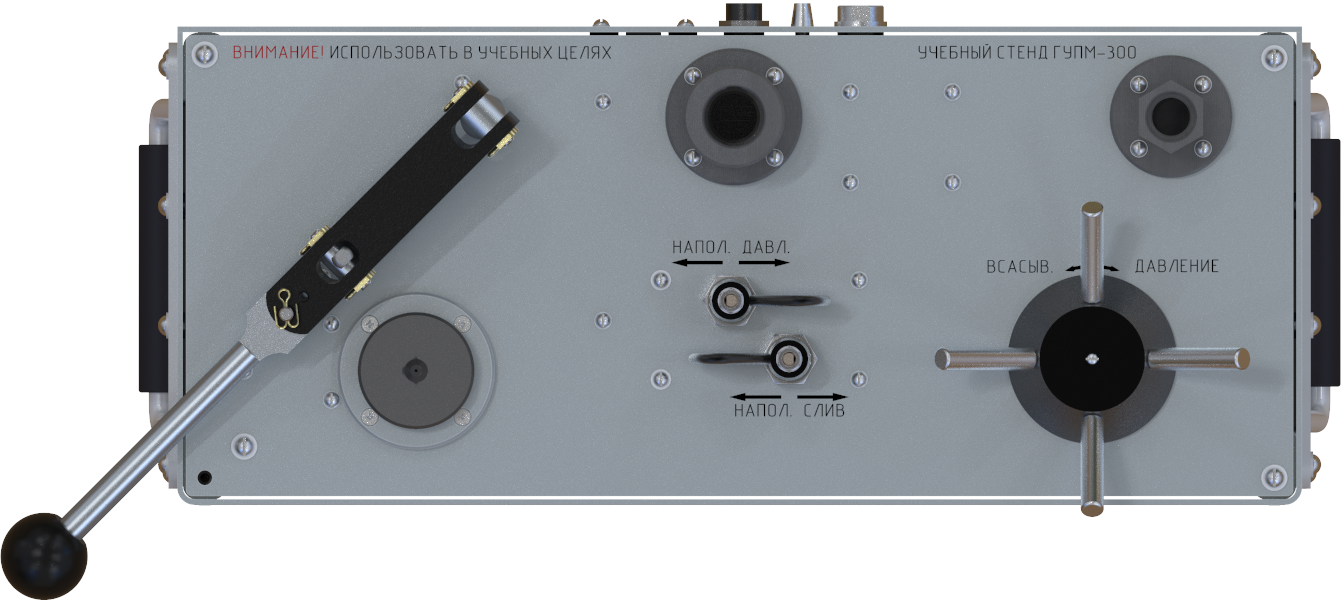 ВНИМАНИЕ! ИСПОЛЬЗОВАТЬ В УЧЕБНЫХ ЦЕЛЯХ
УЧЕБНЫЙ СТЕНД ГУПМ-300
НАПОЛ. ДАВЛ.
ВСАСЫВ. ДАВЛЕНИЕ
НАПОЛ. СЛИВ